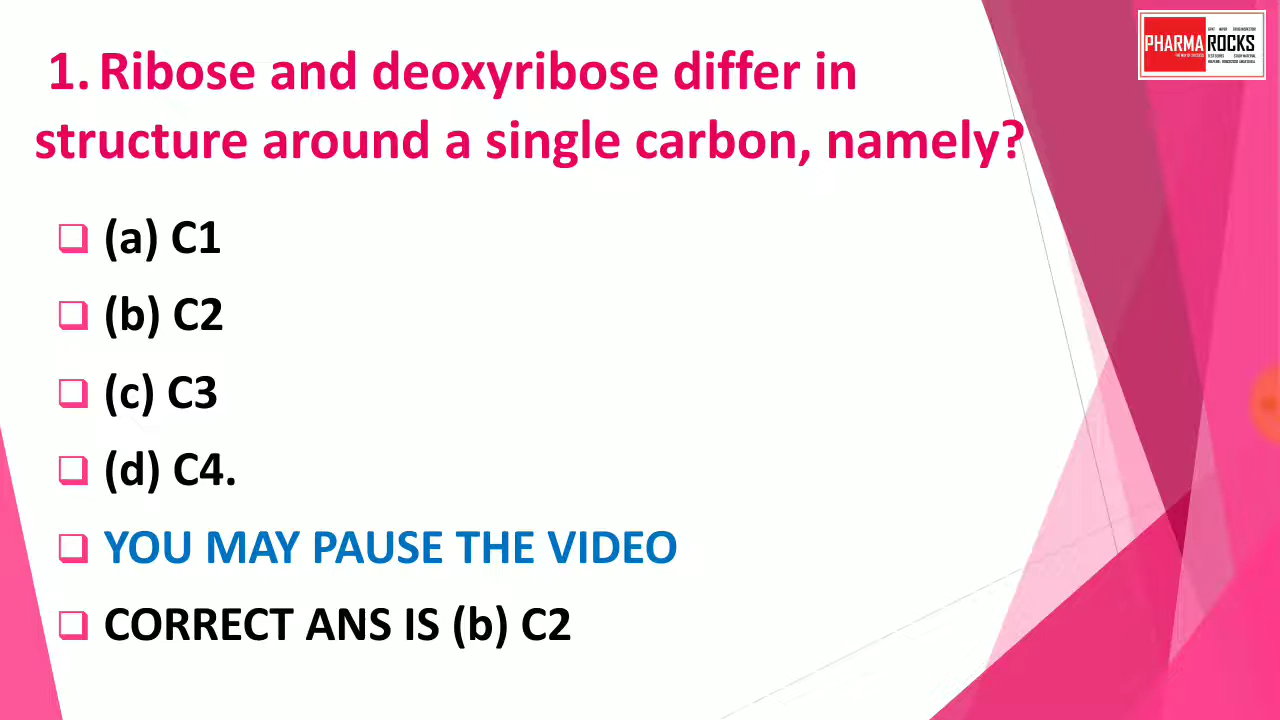 PHARMA ROCKS
1. Ribose and deoxyribose differ in
structure around a single carbon, namely?
(a) C1
(b) C2
(c) C3
(d) C4.
YOU MAY PAUSE THE VIDEO
CORRECT ANS IS (b) C2